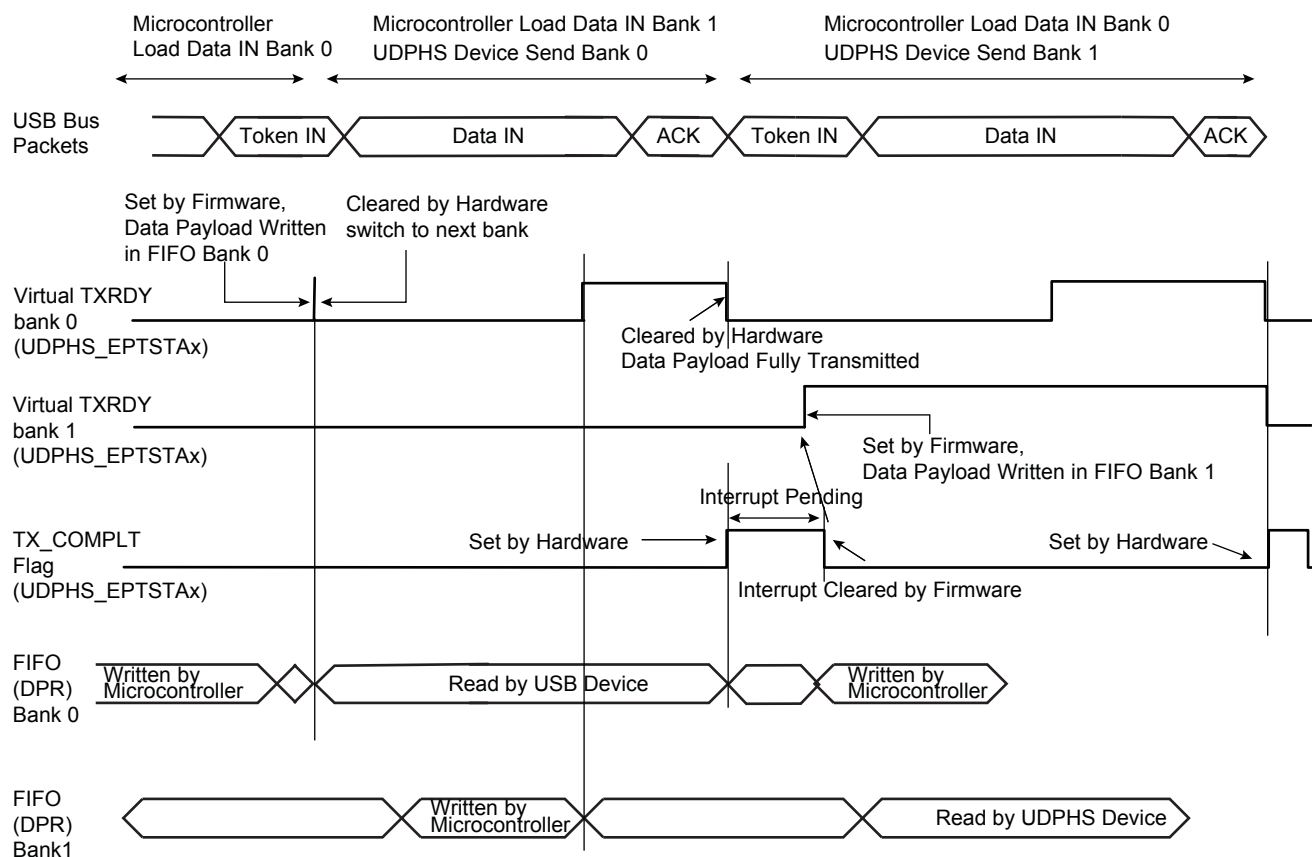 Microcontroller
Load Data IN Bank 0
Microcontroller Load Data IN Bank 1
UDPHS Device Send Bank 0
Microcontroller Load Data IN Bank 0
UDPHS Device Send Bank 1
USB Bus
Packets
Token IN
Data IN
ACK
Token IN
Data IN
ACK
Set by Firmware,
Data Payload Written
in FIFO Bank 0
Cleared by Hardware
switch to next bank
Virtual TXRDY
bank 0
(UDPHS_EPTSTAx)
Cleared by Hardware
Data Payload Fully Transmitted
Virtual TXRDY
bank 1
(UDPHS_EPTSTAx)
Set by Firmware,
Data Payload Written in FIFO Bank 1
Interrupt Pending
TX_COMPLT
Flag
(UDPHS_EPTSTAx)
Set by Hardware
Set by Hardware
Interrupt Cleared by Firmware
FIFO
(DPR)
Bank 0
Written by
Microcontroller
Read by USB Device
Written by
Microcontroller
FIFO
(DPR)
Bank1
Written by
Microcontroller
Read by UDPHS Device